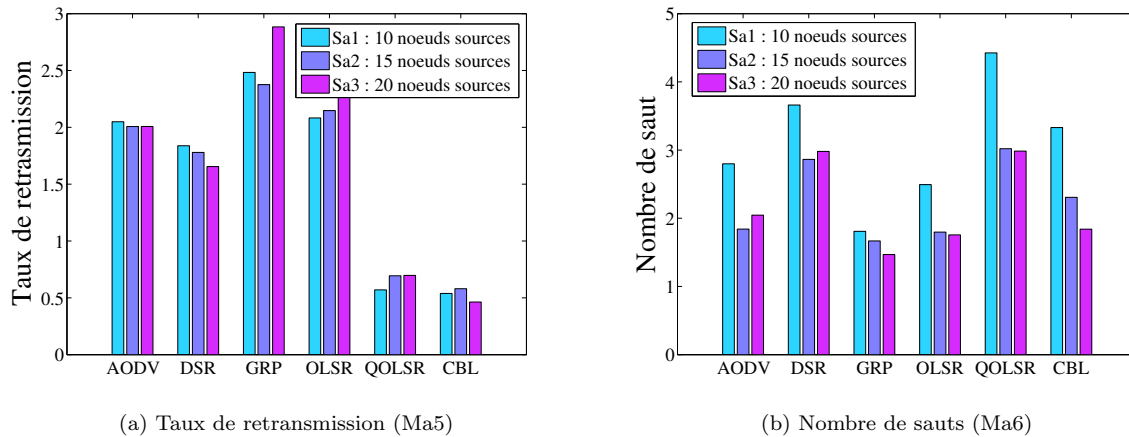 3
2.5
2
1.5
1
0.5
0
Taux de retrasmission
Sa1 : 10 noeuds sources
Sa2 : 15 noeuds sources
Sa3 : 20 noeuds sources
AODV DSR GRP OLSR QOLSR CBL
(a) Taux de retransmission (Ma5)
5
4
3
2
1
0
Nombre de saut
Sa1 : 10 noeuds sources
Sa2 : 15 noeuds sources
Sa3 : 20 noeuds sources
AODV DSR GRP OLSR QOLSR CBL
(b) Nombre de sauts (Ma6)